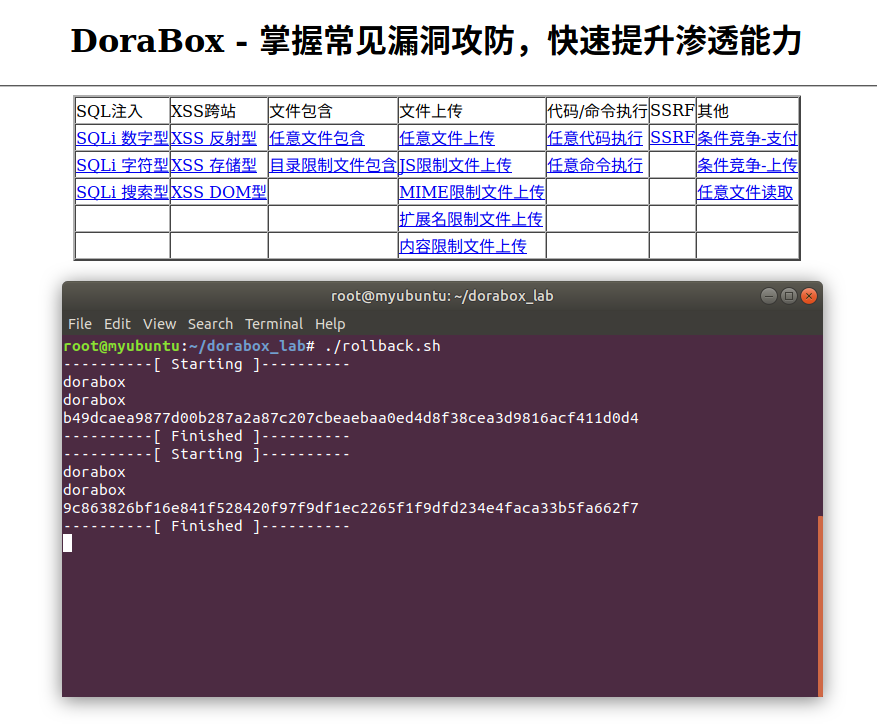 DoraBox - 掌握常见漏洞攻防，快速提升渗透能力
SQL注入 XSS跨站 文件包含 文件上传 代码/命令执行 SSRF 其他
SQLi 数字型 XSS 反射型 任意文件包含 任意文件上传 任意代码执行 SSRF 条件竞争-支付
SQLi 字符型 XSS 存储型 目录限制文件包含 JS限制文件上传 任意命令执行 条件竞争-上传
SQLi 搜索型 XSS DOM型 MIME限制文件上传 任意文件读取
扩展名限制文件上传
内容限制文件上传
root@myubuntu: ~/dorabox_lab
File Edit View Search Terminal Help
root@myubuntu:~/dorabox_lab# ./rollback.sh
----------[ Starting ]----------
dorabox
dorabox
b49dcaea9877d00b287a2a87c207cbeaebaa0ed4d8f38cea3d9816acf411d0d4
----------[ Finished ]----------
----------[ Starting ]----------
dorabox
dorabox
9c863826bf16e841f528420f97f9df1ec2265f1f9dfd234e4faca33b5fa662f7
----------[ Finished ]----------